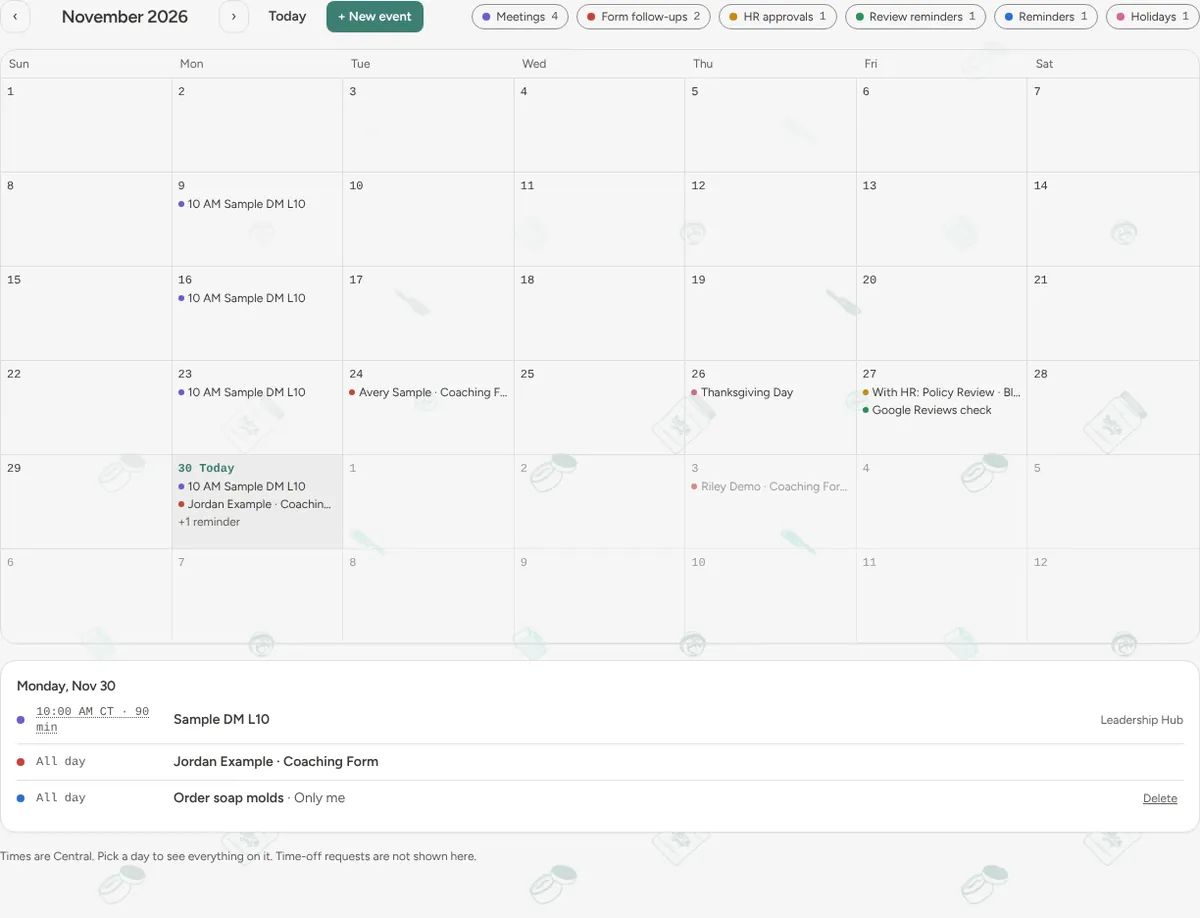 ‹ November 2026 › Today + New event Meetings 4 Form follow-ups 2 HR approvals 1 Review reminders 1 Reminders 1 Holidays 1
Sun Mon Tue Wed Thu Fri Sat
1 2 3 4 5 6 7
8 9 10 11 12 13 14
10 AM Sample DM L10
15 16 17 18 19 20 21
10 AM Sample DM L10
22 23 24 25 26 27 28
10 AM Sample DM L10 Avery Sample · Coaching F... Thanksgiving Day With HR: Policy Review · Bl...
Google Reviews check
29 30 Today 1 2 3 4 5
10 AM Sample DM L10 Riley Demo · Coaching For...
Jordan Example · Coachin...
+1 reminder
6 7 8 9 10 11 12
Monday, Nov 30
10:00 AM CT · 90
min
Sample DM L10 Leadership Hub
All day Jordan Example · Coaching Form
All day Order soap molds · Only me Delete
Times are Central. Pick a day to see everything on it. Time-off requests are not shown here.